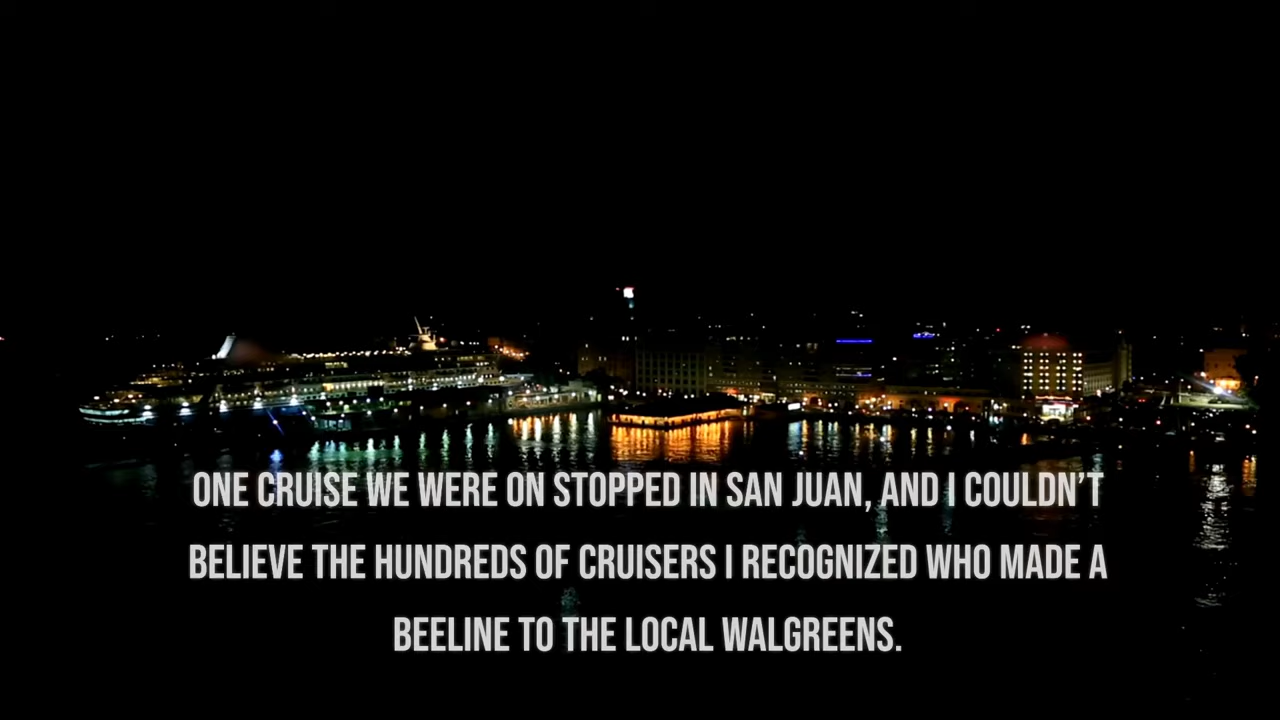 ONE CRUISE WE WERE ON STOPPED IN SAN JUAN, AND I COULDN’T
BELIEVE THE HUNDREDS OF CRUISERS I RECOGNIZED WHO MADE A
BEELINE TO THE LOCAL WALGREENS.